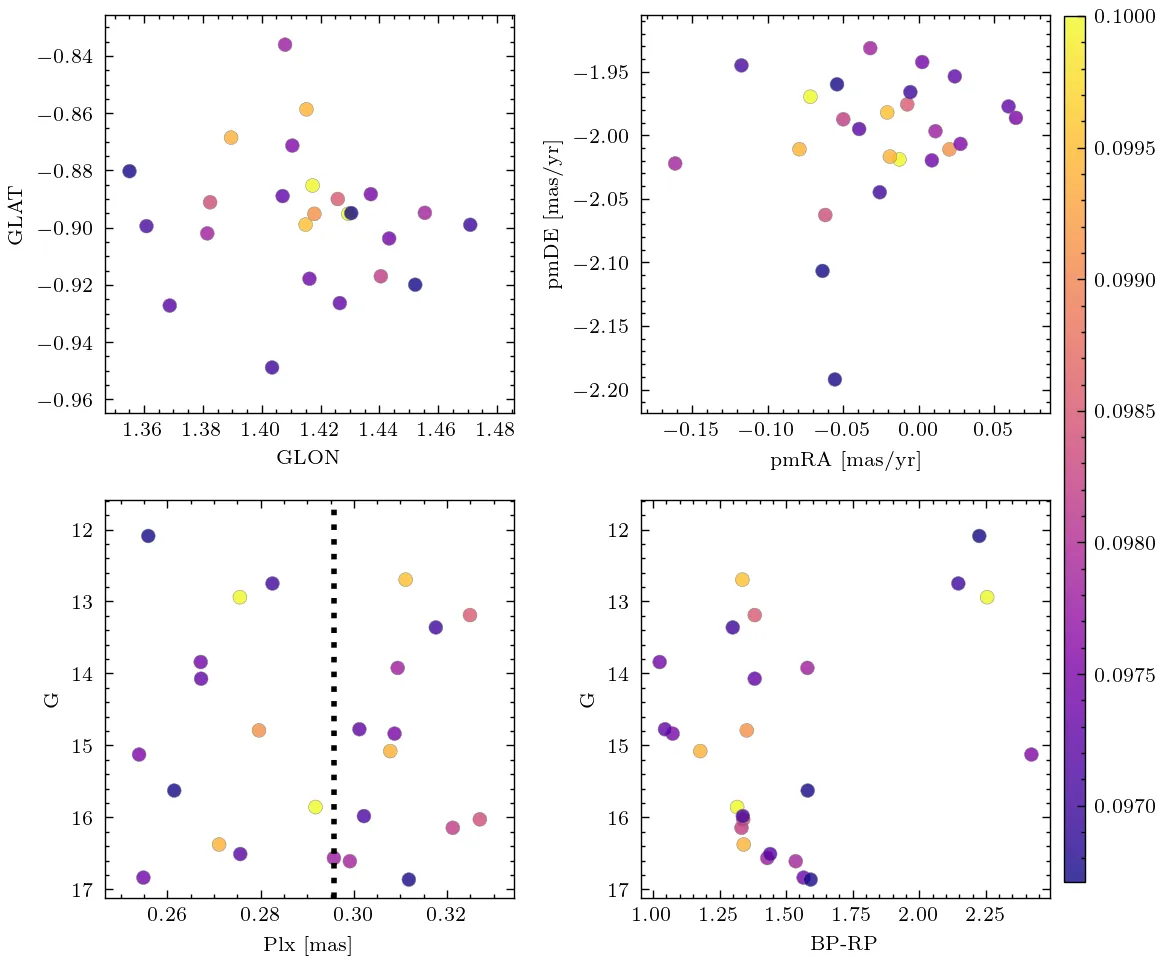 −0.84
−0.86
−0.88
−0.90
−0.92
−0.94
−0.96
GLAT
1.36 1.38 1.40 1.42 1.44 1.46 1.48
GLON
−1.95
−2.00
−2.05
−2.10
−2.15
−2.20
pmDE [mas/yr]
−0.15 −0.10 −0.05 0.00 0.05
pmRA [mas/yr]
12
13
14
15
16
17
G
0.26 0.28 0.30 0.32
Plx [mas]
12
13
14
15
16
17
G
1.00 1.25 1.50 1.75 2.00 2.25
BP-RP
0.1000
0.0995
0.0990
0.0985
0.0980
0.0975
0.0970